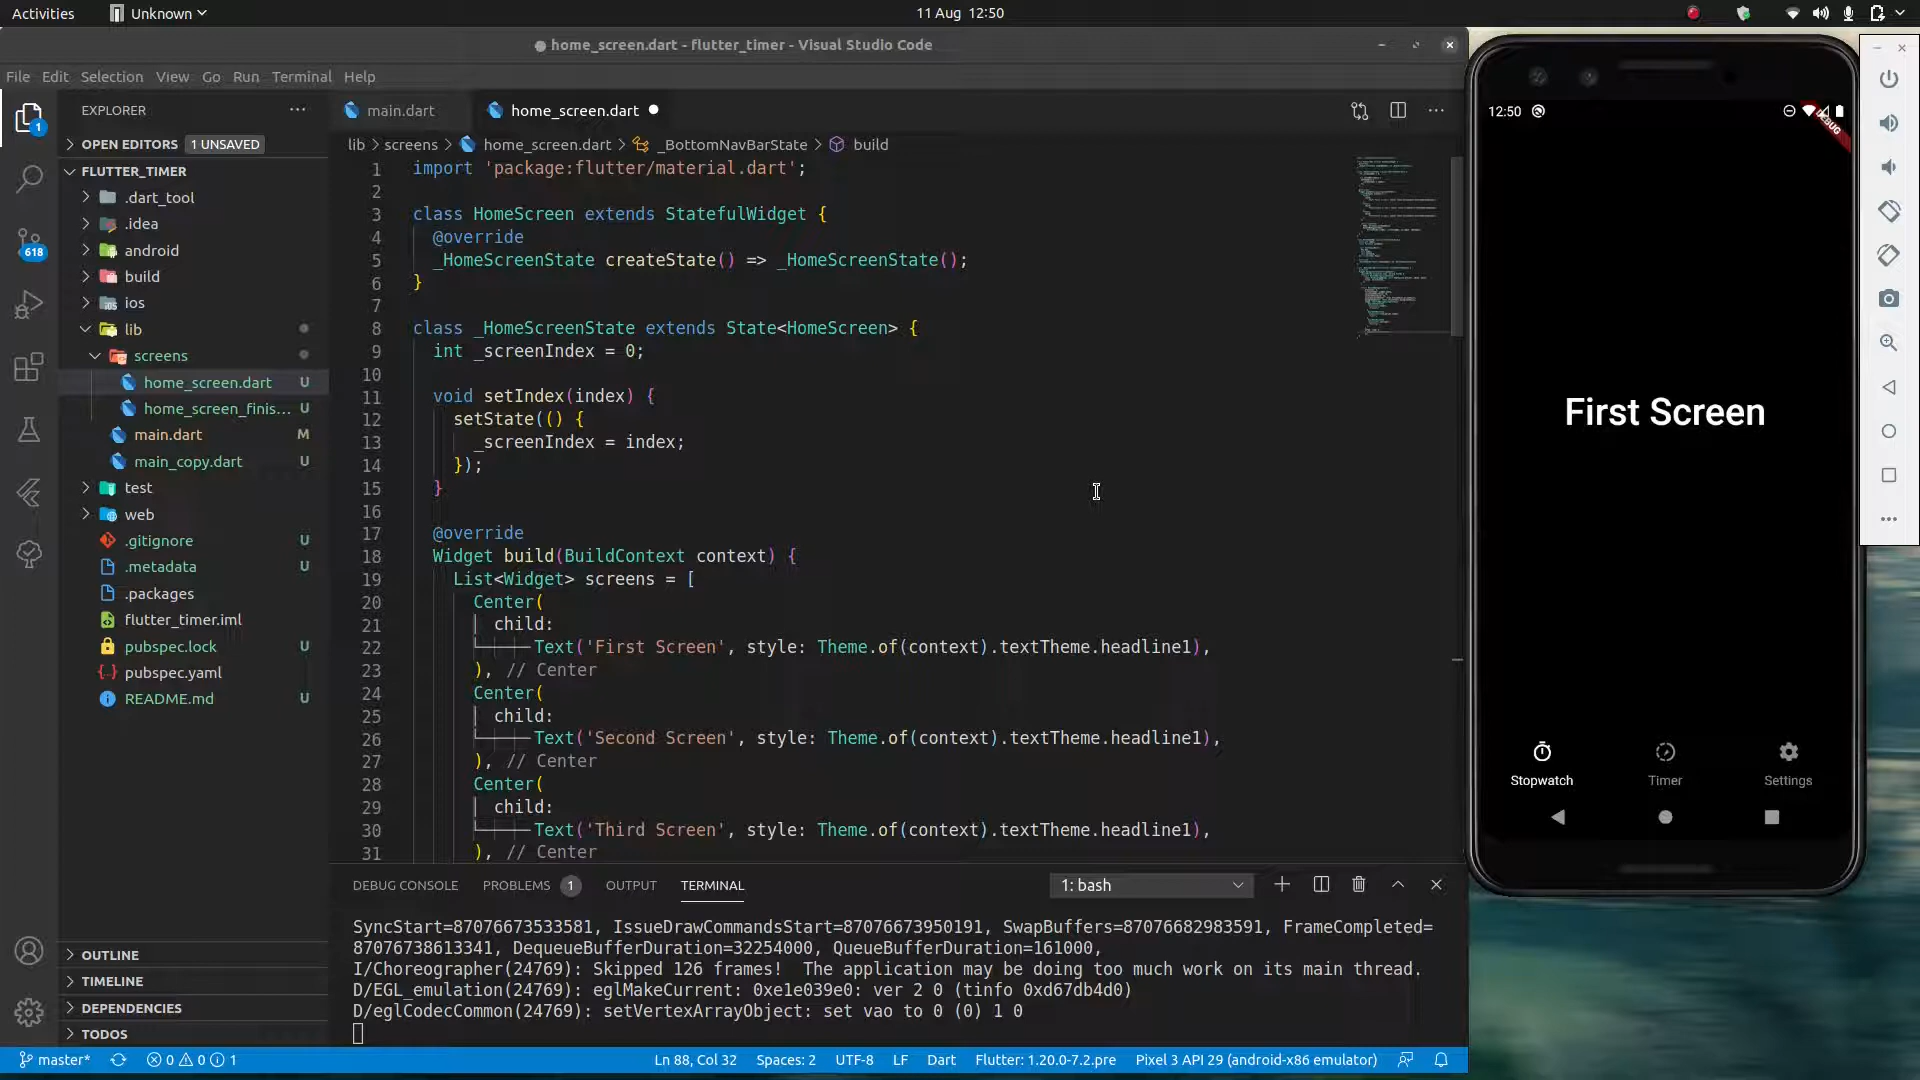 Activities
Unknown
11 Aug 12:50
home_screen.dart - flutter_timer - Visual Studio Code
File Edit Selection View Go Run Terminal Help
EXPLORER
OPEN EDITORS 1 UNSAVED
FLUTTER_TIMER
.dart_tool
.idea
android
build
ios
lib
screens
home_screen.dart U
home_screen_finis... U
main.dart M
main_copy.dart U
test
web
.gitignore U
.metadata U
.packages
flutter_timer.iml
pubspec.lock U
pubspec.yaml
README.md U
OUTLINE
TIMELINE
DEPENDENCIES
TODOS
1
618
main.dart
home_screen.dart
lib > screens > home_screen.dart > _BottomNavBarState > build
1 import 'package:flutter/material.dart';
2
3 class HomeScreen extends StatefulWidget {
4 @override
5 _HomeScreenState createState() => _HomeScreenState();
6 }
7
8 class _HomeScreenState extends State<HomeScreen> {
9 int _screenIndex = 0;
10
11 void setIndex(index) {
12 setState(() {
13 _screenIndex = index;
14 });
15 }
16
17 @override
18 Widget build(BuildContext context) {
19 List<Widget> screens = [
20 Center(
21 child:
22 Text('First Screen', style: Theme.of(context).textTheme.headline1),
23 ), // Center
24 Center(
25 child:
26 Text('Second Screen', style: Theme.of(context).textTheme.headline1),
27 ), // Center
28 Center(
29 child:
30 Text('Third Screen', style: Theme.of(context).textTheme.headline1),
31 ), // Center
DEBUG CONSOLE PROBLEMS 1 OUTPUT TERMINAL
1: bash
SyncStart=87076673533581, IssueDrawCommandsStart=87076673950191, SwapBuffers=87076682983591, FrameCompleted=
87076738613341, DequeueBufferDuration=32254000, QueueBufferDuration=161000,
I/Choreographer(24769): Skipped 126 frames!  The application may be doing too much work on its main thread.
D/EGL_emulation(24769): eglMakeCurrent: 0xe1e039e0: ver 2 0 (tinfo 0xd67db4d0)
D/eglCodecCommon(24769): setVertexArrayObject: set vao to 0 (0) 1 0
master* 0 0 1
Ln 88, Col 32 Spaces: 2 UTF-8 LF Dart Flutter: 1.20.0-7.2.pre Pixel 3 API 29 (android-x86 emulator)
12:50
DEBUG
First Screen
Stopwatch Timer Settings